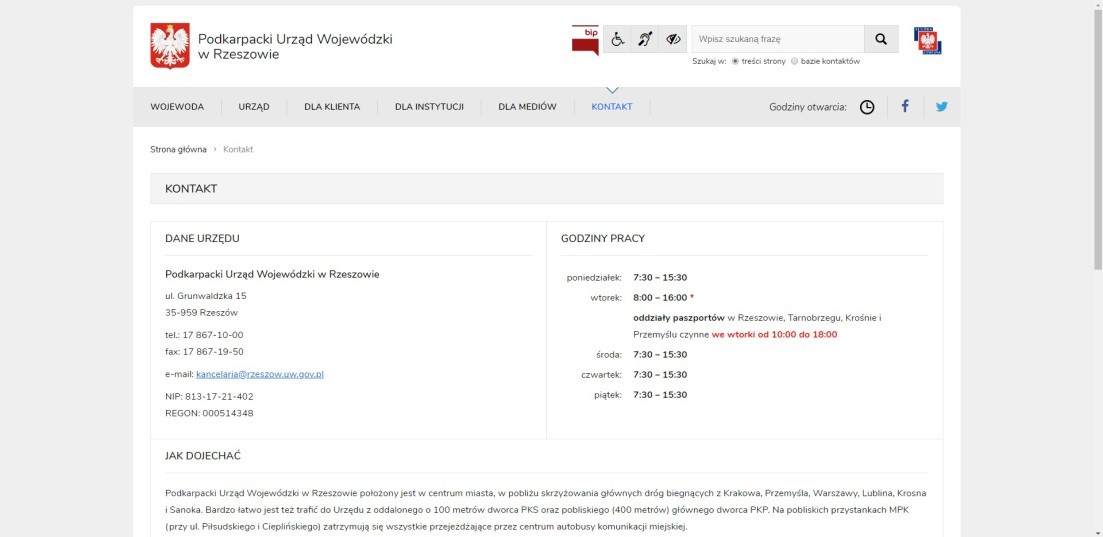 Podkarpacki Urząd Wojewódzki
w Rzeszowie
bip
Wpisz szukaną frazę
Szukaj w: treści strony bazie kontaktów
WOJEWODA URZĄD DLA KLIENTA DLA INSTYTUCJI DLA MEDIÓW KONTAKT Godziny otwarcia:
Strona główna › Kontakt
KONTAKT
DANE URZĘDU
Podkarpacki Urząd Wojewódzki w Rzeszowie
ul. Grunwaldzka 15
35-959 Rzeszów
tel.: 17 867-10-00
fax: 17 867-19-50
e-mail: kancelaria@rzeszow.uw.gov.pl
NIP: 813-17-21-402
REGON: 000514348
GODZINY PRACY
poniedziałek: 7:30 – 15:30
wtorek: 8:00 – 16:00 *
oddziały paszportów w Rzeszowie, Tarnobrzegu, Krośnie i
Przemyślu czynne we wtorki od 10:00 do 18:00
środa: 7:30 – 15:30
czwartek: 7:30 – 15:30
piątek: 7:30 – 15:30
JAK DOJECHAĆ
Podkarpacki Urząd Wojewódzki w Rzeszowie położony jest w centrum miasta, w pobliżu skrzyżowania głównych dróg biegnących z Krakowa, Przemyśla, Warszawy, Lublina, Krosna
i Sanoka. Bardzo łatwo jest też trafić do Urzędu z oddalonego o 100 metrów dworca PKS oraz pobliskiego (400 metrów) głównego dworca PKP. Na pobliskich przystankach MPK
(przy ul. Piłsudskiego i Cieplińskiego) zatrzymują się wszystkie przejeżdżające przez centrum autobusy komunikacji miejskiej.